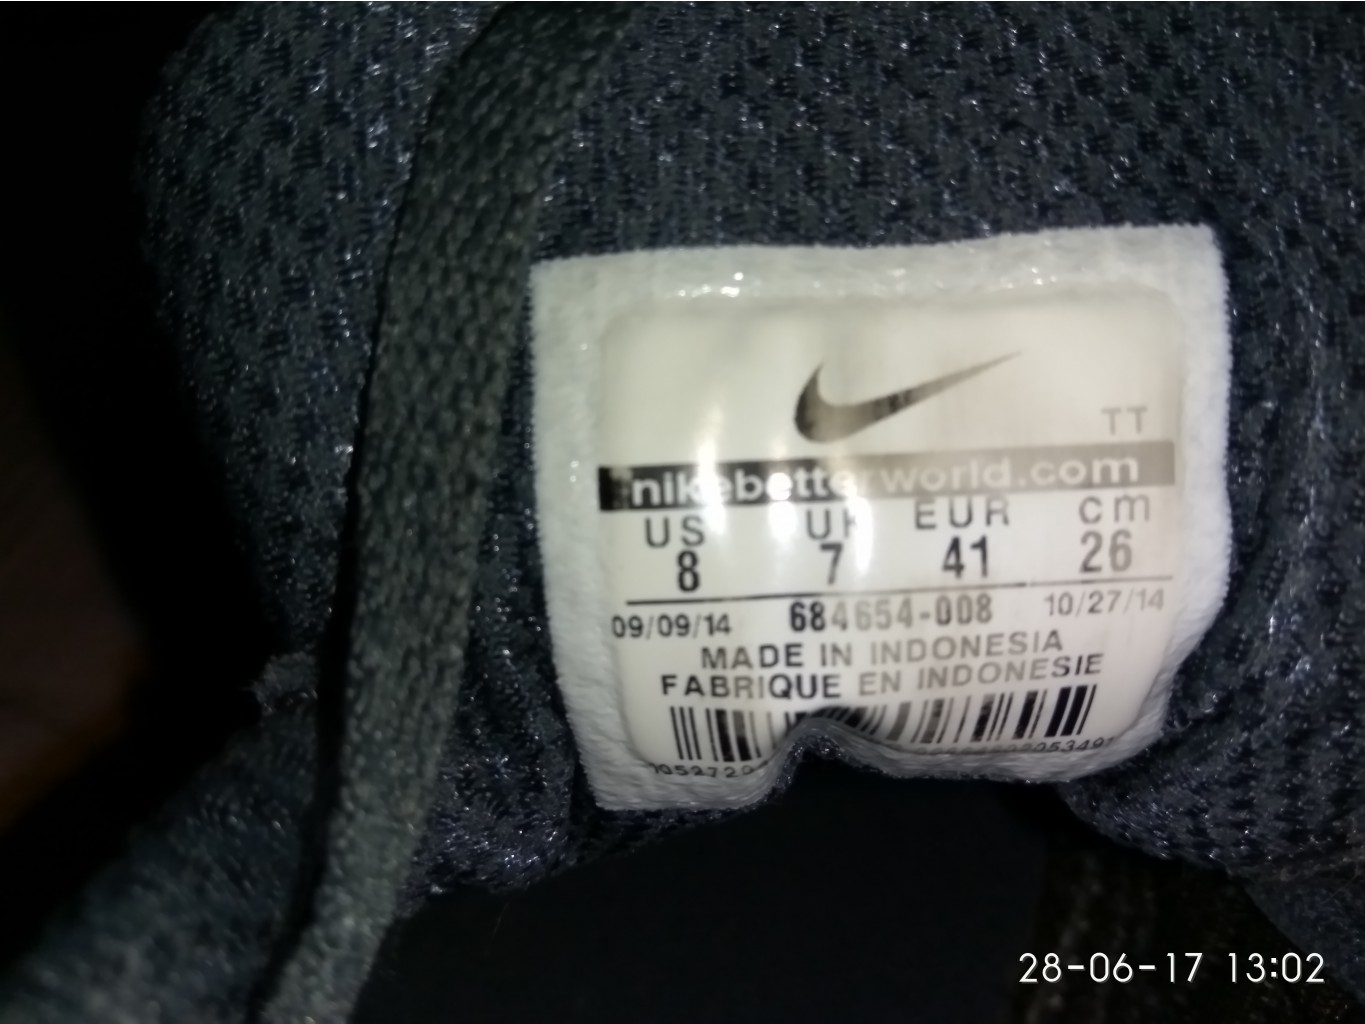 TT
nikebetterworld.com
US UK EUR cm
8 7 41 26
09/09/14 684654-008 10/27/14
MADE IN INDONESIA
FABRIQUE EN INDONESIE
28-06-17 13:02